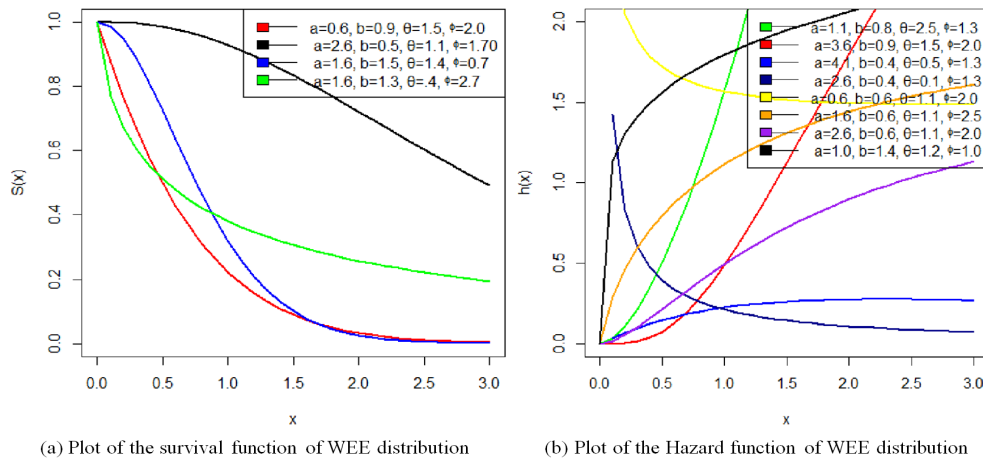 a=0.6, b=0.9, θ=1.5, φ=2.0
a=2.6, b=0.5, θ=1.1, φ=1.70
a=1.6, b=1.5, θ=1.4, φ=0.7
a=1.6, b=1.3, θ=.4, φ=2.7
S(x)
0.0
0.2
0.4
0.6
0.8
1.0
0.0 0.5 1.0 1.5 2.0 2.5 3.0
x
(a) Plot of the survival function of WEE distribution
a=1.1, b=0.8, θ=2.5, φ=1.3
a=3.6, b=0.9, θ=1.5, φ=2.0
a=4.1, b=0.4, θ=0.5, φ=1.3
a=2.6, b=0.4, θ=0.1, φ=1.3
a=0.6, b=0.6, θ=1.1, φ=2.0
a=1.6, b=0.6, θ=1.1, φ=2.5
a=2.6, b=0.6, θ=1.1, φ=2.0
a=1.0, b=1.4, θ=1.2, φ=1.0
h(x)
0.0
0.5
1.0
1.5
2.0
0.0 0.5 1.0 1.5 2.0 2.5 3.0
x
(b) Plot of the Hazard function of WEE distribution